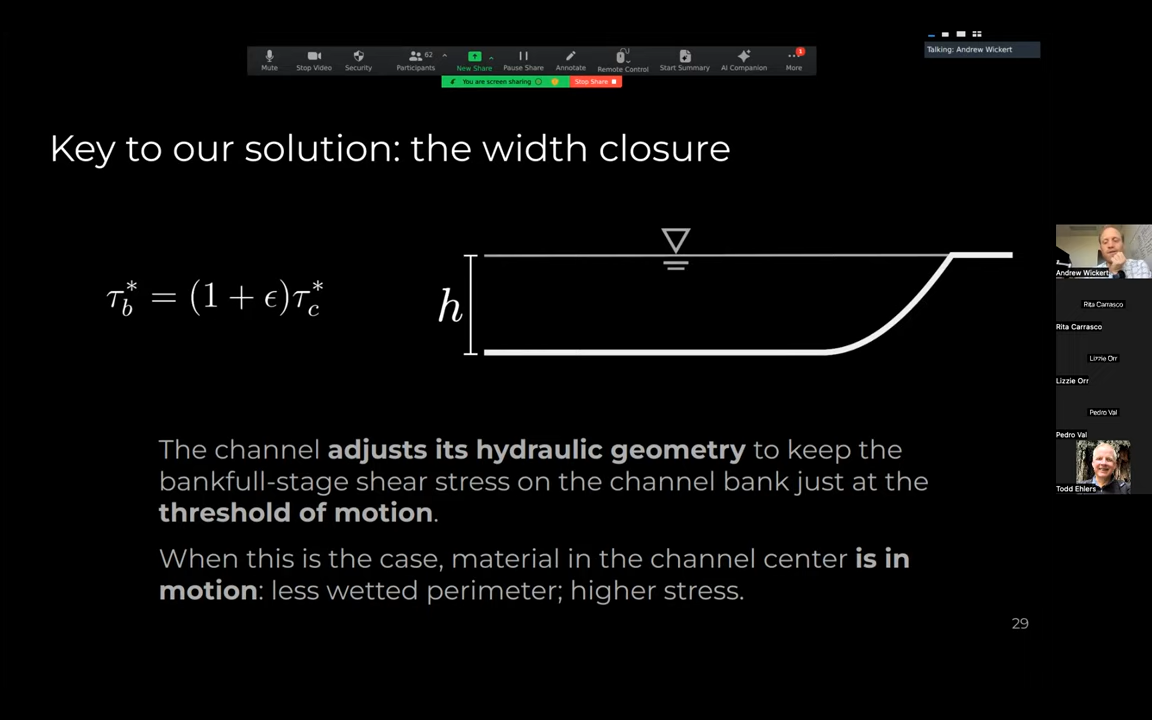 Talking: Andrew Wickert
62
1
Mute
Stop Video
Security
Participants
New Share
Pause Share
Annotate
Remote Control
Start Summary
AI Companion
More
You are screen sharing
Stop Share
Key to our solution: the width closure
τ*b = (1 + ϵ)τ*c
h
The channel adjusts its hydraulic geometry to keep the
bankfull-stage shear stress on the channel bank just at the
threshold of motion.
When this is the case, material in the channel center is in
motion: less wetted perimeter; higher stress.
29
Andrew Wickert
Rita Carrasco
Rita Carrasco
Lizzie Orr
Lizzie Orr
Pedro Val
Pedro Val
Todd Ehlers